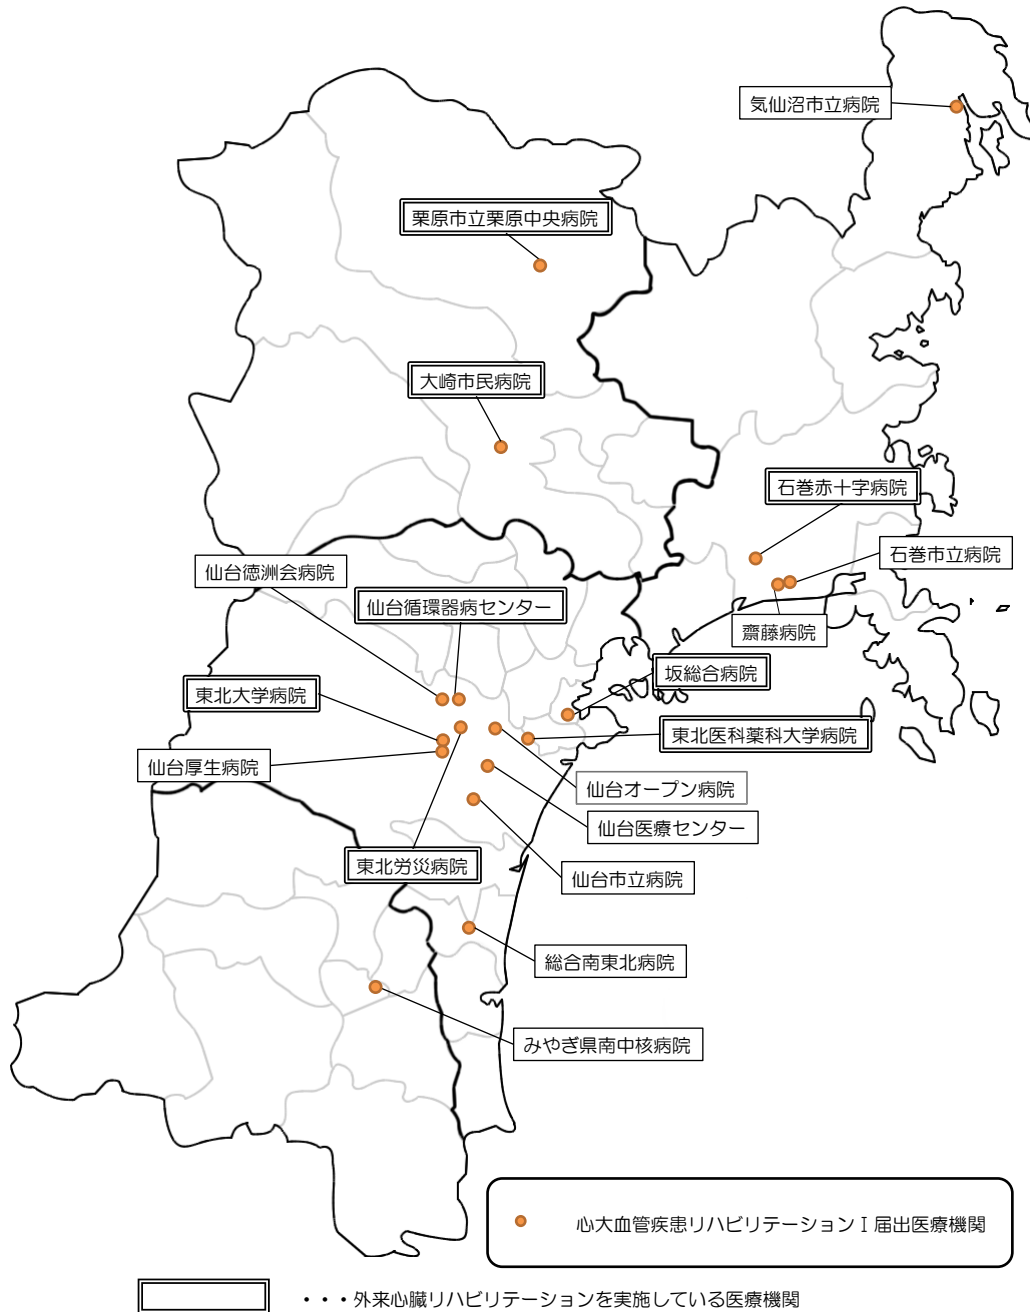 気仙沼市立病院
栗原市立栗原中央病院
大崎市民病院
石巻赤十字病院
石巻市立病院
仙台徳洲会病院
仙台循環器病センター
齋藤病院
坂総合病院
東北大学病院
東北医科薬科大学病院
仙台厚生病院
仙台オープン病院
仙台医療センター
東北労災病院
仙台市立病院
総合南東北病院
みやぎ県南中核病院
心大血管疾患リハビリテーションⅠ届出医療機関
・・・外来心臓リハビリテーションを実施している医療機関